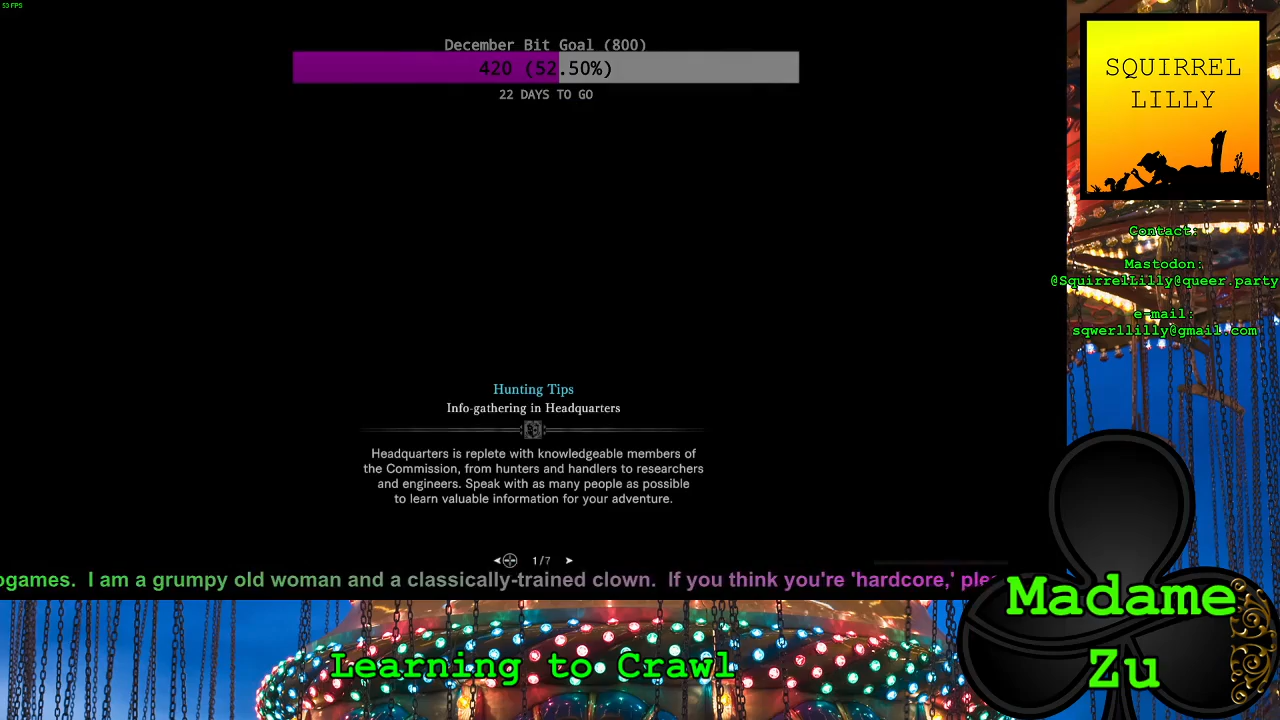 53 FPS
December Bit Goal (800)
420 (52.50%)
22 DAYS TO GO
SQUIRREL
LILLY
Contact:
Mastodon:
@SquirrelLilly@queer.party
e-mail:
sqwerllilly@gmail.com
Hunting Tips
Info-gathering in Headquarters
Headquarters is replete with knowledgeable members of
the Commission, from hunters and handlers to researchers
and engineers. Speak with as many people as possible
to learn valuable information for your adventure.
1/7
ogames. I am a grumpy old woman and a classically-trained clown. If you think you're 'hardcore,' ple
Madame
Zu
Learning to Crawl